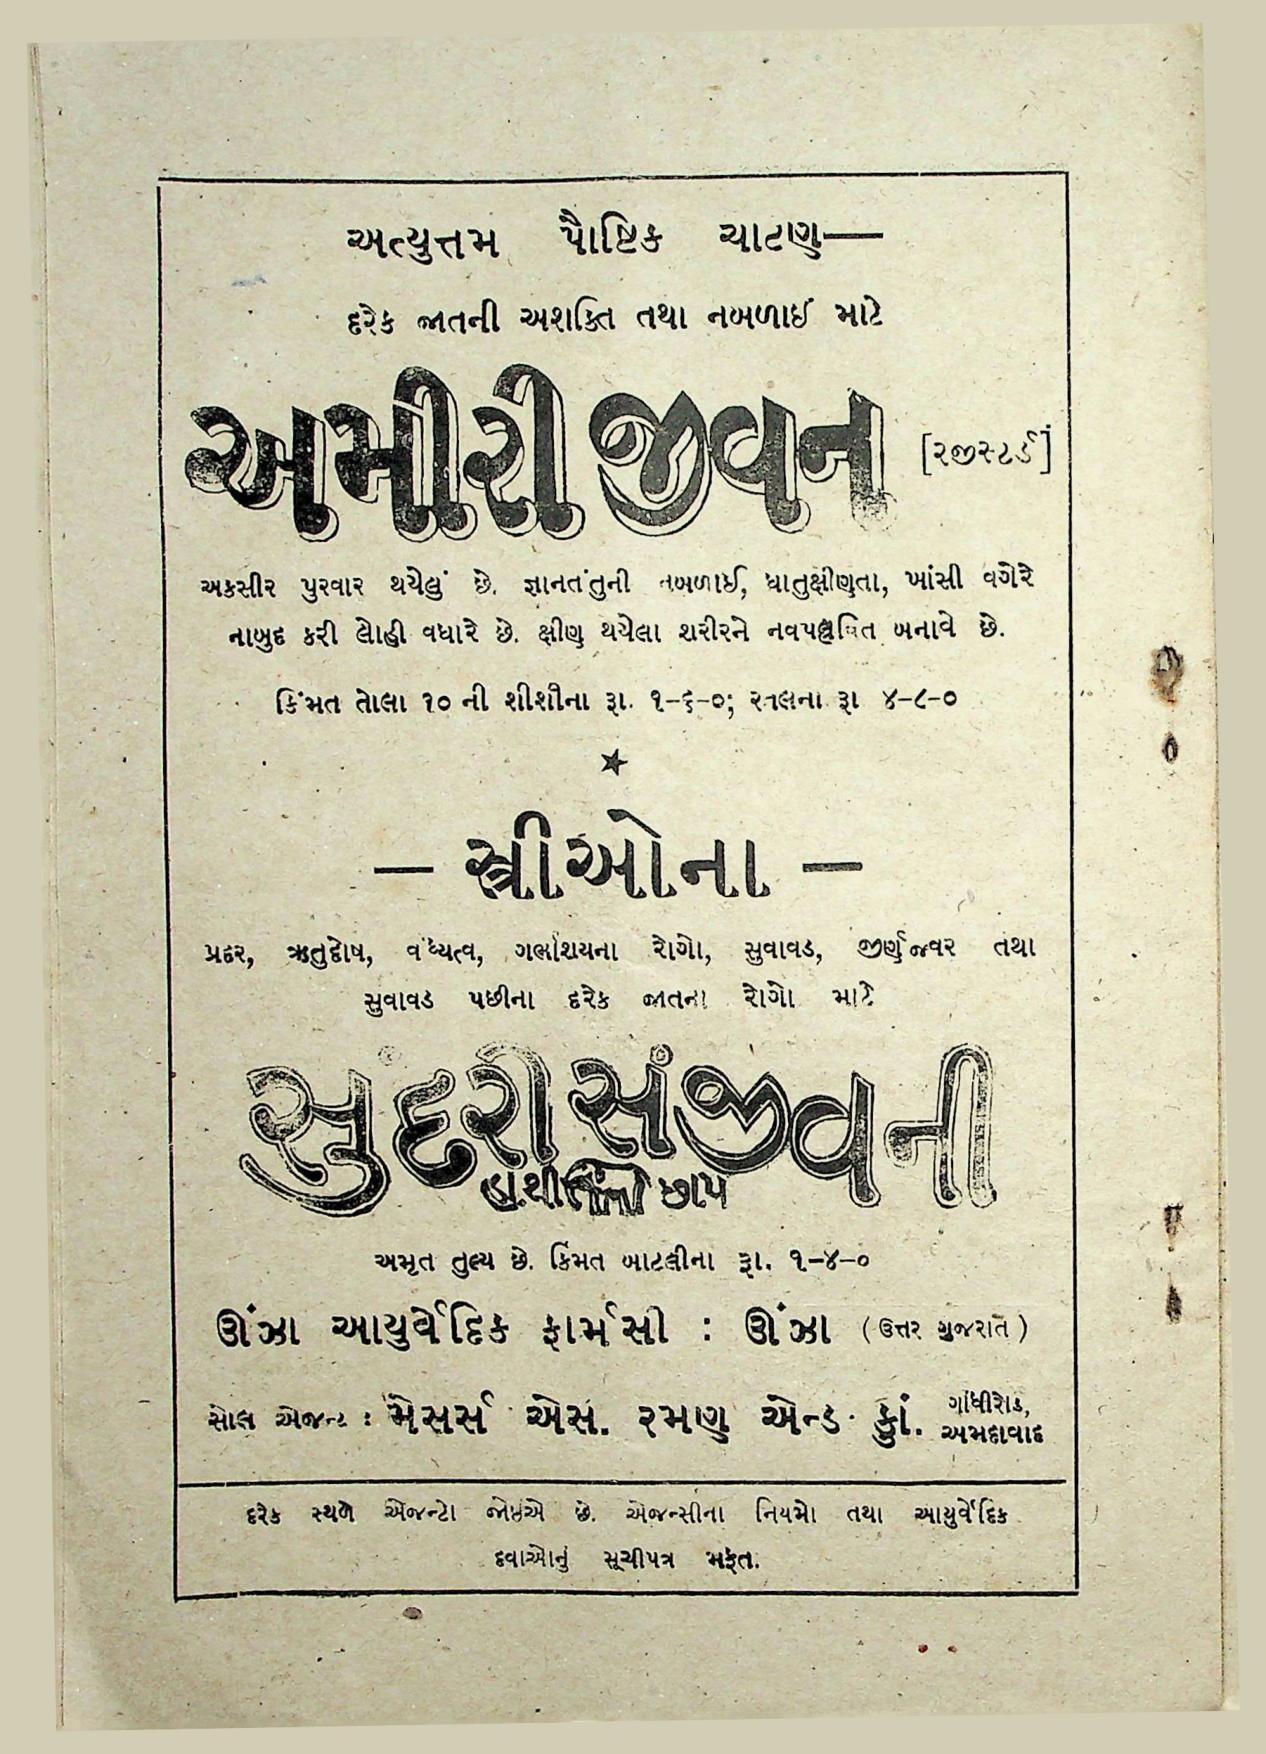 અત્યુત્તમ પૌષ્ટિક ચાટણ—
દરેક જાતની અશક્તિ તથા નબળાઈ માટે
અમીરી જીવન [રજીસ્ટર્ડ]
અકસીર પુરવાર થયેલું છે. જ્ઞાનતંતુની નબળાઈ, ધાતુક્ષીણતા, ખાંસી વગેરે
નાબુદ કરી લોહી વધારે છે. ક્ષીણ થયેલા શરીરને નવપલ્લવિત બનાવે છે.
કિંમત તોલા ૧૦ ની શીશીના રૂા. ૧-૬-૦; રતલના રૂા ૪-૮-૦
— સ્ત્રીઓના —
પ્રદર, ઋતુદોષ, વંધ્યત્વ, ગર્ભાશયના રોગો, સુવાવડ, જીર્ણજ્વર તથા
સુવાવડ પછીના દરેક જાતના રોગો માટે
સુંદરી સંજીવની
હાથી છાપ
અમૃત તુલ્ય છે. કિંમત બાટલીના રૂા. ૧-૪-૦
ઊંઝા આયુર્વેદિક ફાર્મસી : ઊંઝા (ઉત્તર ગુજરાત)
સોલ એજન્ટ : મેસર્સ એસ. રમણ એન્ડ કાું. ગાંધીરોડ, અમદાવાદ
દરેક સ્થળે એજન્ટો જોઈએ છે. એજન્સીના નિયમો તથા આયુર્વેદિક
દવાઓનું સૂચીપત્ર મફત.